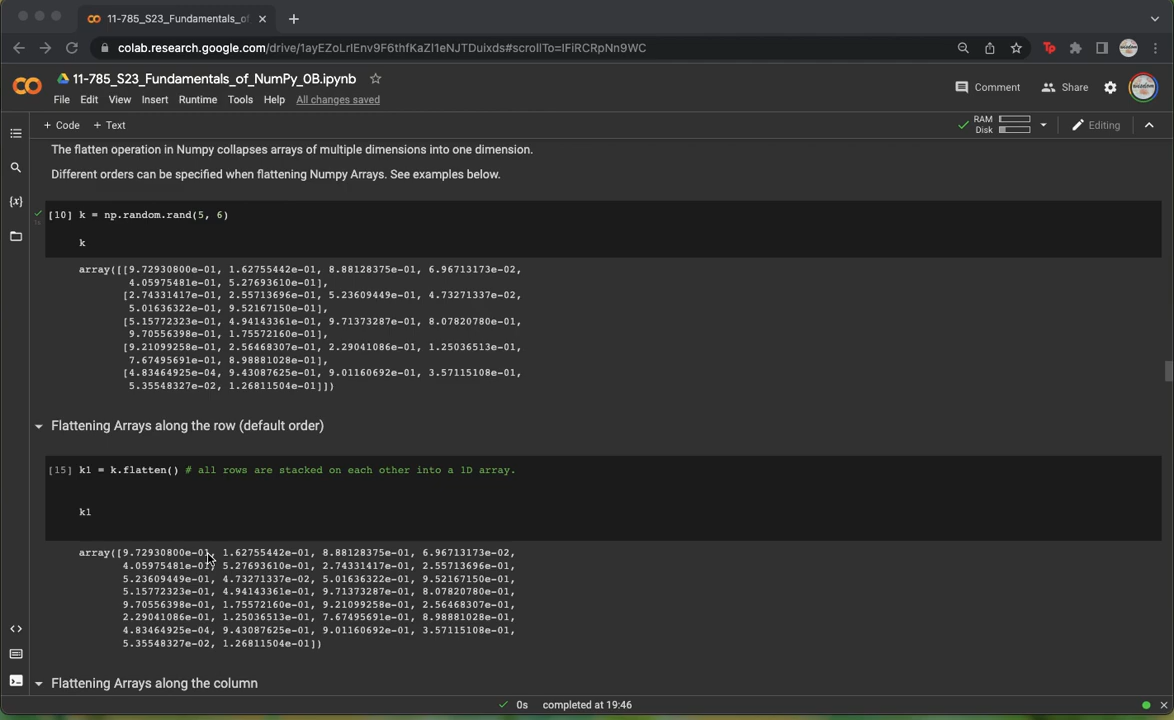 11-785_S23_Fundamentals_of
colab.research.google.com/drive/1ayEZoLrIEnv9F6thfKaZl1eNJTDuixds#scrollTo=IFiRCRpNn9WC
11-785_S23_Fundamentals_of_NumPy_0B.ipynb
File Edit View Insert Runtime Tools Help All changes saved
Comment Share
+ Code + Text
RAM
Disk
Editing
The flatten operation in Numpy collapses arrays of multiple dimensions into one dimension.
Different orders can be specified when flattening Numpy Arrays. See examples below.
[10] k = np.random.rand(5, 6)
k
array([[9.72930800e-01, 1.62755442e-01, 8.88128375e-01, 6.96713173e-02,
4.05975481e-01, 5.27693610e-01],
[2.74331417e-01, 2.55713696e-01, 5.23609449e-01, 4.73271337e-02,
5.01636322e-01, 9.52167150e-01],
[5.15772323e-01, 4.94143361e-01, 9.71373287e-01, 8.07820780e-01,
9.70556398e-01, 1.75572160e-01],
[9.21099258e-01, 2.56468307e-01, 2.29041086e-01, 1.25036513e-01,
7.67495691e-01, 8.98881028e-01],
[4.83464925e-04, 9.43087625e-01, 9.01160692e-01, 3.57115108e-01,
5.35548327e-02, 1.26811504e-01]])
Flattening Arrays along the row (default order)
[15] k1 = k.flatten() # all rows are stacked on each other into a 1D array.
k1
array([9.72930800e-01, 1.62755442e-01, 8.88128375e-01, 6.96713173e-02,
4.05975481e-01, 5.27693610e-01, 2.74331417e-01, 2.55713696e-01,
5.23609449e-01, 4.73271337e-02, 5.01636322e-01, 9.52167150e-01,
5.15772323e-01, 4.94143361e-01, 9.71373287e-01, 8.07820780e-01,
9.70556398e-01, 1.75572160e-01, 9.21099258e-01, 2.56468307e-01,
2.29041086e-01, 1.25036513e-01, 7.67495691e-01, 8.98881028e-01,
4.83464925e-04, 9.43087625e-01, 9.01160692e-01, 3.57115108e-01,
5.35548327e-02, 1.26811504e-01])
Flattening Arrays along the column
0s completed at 19:46